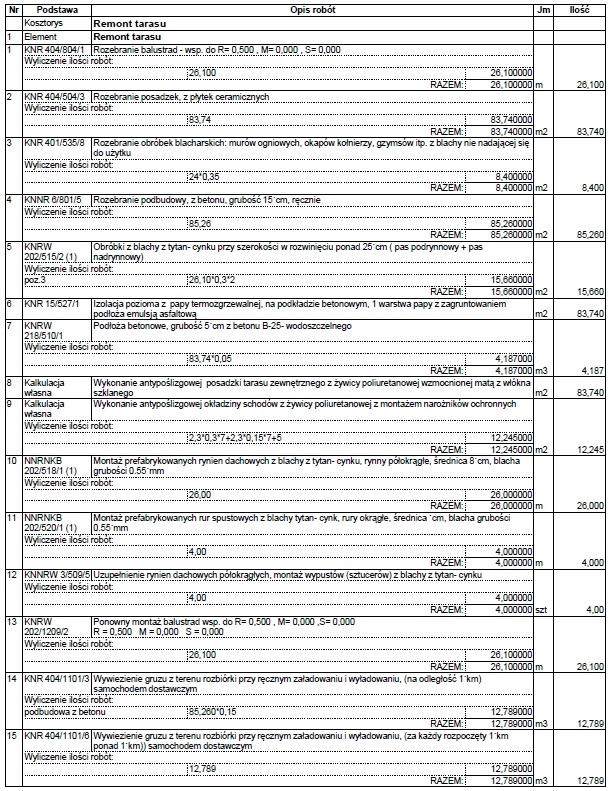 Nr Podstawa Opis robót Jm Ilość
Kosztorys Remont tarasu
1 Element Remont tarasu
1 KNR 404/804/1 Rozebranie balustrad - wsp. do R= 0,500 , M= 0,000 , S= 0,000
Wyliczenie ilości robót:
26,100 26,100000
RAZEM: 26,100000 m 26,100
2 KNR 404/504/3 Rozebranie posadzek, z płytek ceramicznych
Wyliczenie ilości robót:
83,74 83,740000
RAZEM: 83,740000 m2 83,740
3 KNR 401/535/8 Rozebranie obróbek blacharskich: murów ogniowych, okapów kołnierzy, gzymsów itp. z blachy nie nadającej się
do użytku
Wyliczenie ilości robót:
24*0,35 8,400000
RAZEM: 8,400000 m2 8,400
4 KNNR 6/801/5 Rozebranie podbudowy, z betonu, grubość 15˙cm, ręcznie
Wyliczenie ilości robót:
85,26 85,260000
RAZEM: 85,260000 m2 85,260
5 KNRW Obróbki z blachy z tytan- cynku przy szerokości w rozwinięciu ponad 25˙cm ( pas podrynnowy + pas
202/515/2 (1) nadrynnowy)
Wyliczenie ilości robót:
poz.3 26,10*0,3*2 15,660000
RAZEM: 15,660000 m2 15,660
6 KNR 15/527/1 Izolacja pozioma z papy termozgrzewalnej, na podkładzie betonowym, 1 warstwa papy z zagruntowaniem
podłoża emulsją asfaltową m2 83,740
7 KNRW Podłoża betonowe, grubość 5˙cm z betonu B-25- wodoszczelnego
218/510/1
Wyliczenie ilości robót:
83,74*0,05 4,187000
RAZEM: 4,187000 m3 4,187
8 Kalkulacja Wykonanie antypoślizgowej posadzki tarasu zewnętrznego z żywicy poliuretanowej wzmocnionej matą z włókna
własna szklanego m2 83,740
9 Kalkulacja Wykonanie antypoślizgowej okładziny schodów z żywicy poliuretanowej z montażem narożników ochronnych
własna
Wyliczenie ilości robót:
2,3*0,3*7+2,3*0,15*7+5 12,245000
RAZEM: 12,245000 m2 12,245
10 NNRNKB Montaż prefabrykowanych rynien dachowych z blachy z tytan- cynku, rynny półokrągłe, średnica 8˙cm, blacha
202/518/1 (1) grubości 0.55˙mm
Wyliczenie ilości robót:
26,00 26,000000
RAZEM: 26,000000 m 26,000
11 NNRNKB Montaż prefabrykowanych rur spustowych z blachy tytan- cynk, rury okrągłe, średnica ˙cm, blacha grubości
202/520/1 (1) 0.55˙mm
Wyliczenie ilości robót:
4,00 4,000000
RAZEM: 4,000000 m 4,000
12 KNNRW 3/509/5 Uzupełnienie rynien dachowych półokrągłych, montaż wypustów (sztucerów) z blachy z tytan- cynku
Wyliczenie ilości robót:
4,00 4,000000
RAZEM: 4,000000 szt 4,00
13 KNRW Ponowny montaż balustrad wsp. do R= 0,500 , M= 0,000 ,S= 0,000
202/1209/2 R = 0,500 M = 0,000 S = 0,000
Wyliczenie ilości robót:
26,100 26,100000
RAZEM: 26,100000 m 26,100
14 KNR 404/1101/3 Wywiezienie gruzu z terenu rozbiórki przy ręcznym załadowaniu i wyładowaniu, (na odległość 1˙km)
samochodem dostawczym
Wyliczenie ilości robót:
podbudowa z betonu 85,260*0,15 12,789000
RAZEM: 12,789000 m3 12,789
15 KNR 404/1101/6 Wywiezienie gruzu z terenu rozbiórki przy ręcznym załadowaniu i wyładowaniu, (za każdy rozpoczęty 1˙km
ponad 1˙km)) samochodem dostawczym
Wyliczenie ilości robót:
12,789 12,789000
RAZEM: 12,789000 m3 12,789